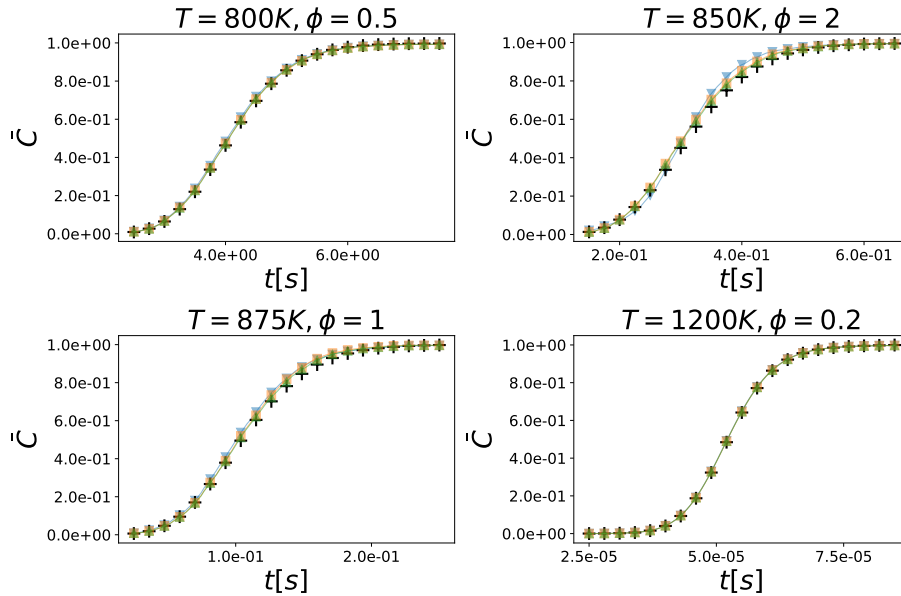 T = 800K, ϕ = 0.5
1.0e+00
8.0e-01
6.0e-01
4.0e-01
2.0e-01
0.0e+00
C̄
4.0e+00 6.0e+00
t[s]
T = 850K, ϕ = 2
1.0e+00
8.0e-01
6.0e-01
4.0e-01
2.0e-01
0.0e+00
C̄
2.0e-01 4.0e-01 6.0e-01
t[s]
T = 875K, ϕ = 1
1.0e+00
8.0e-01
6.0e-01
4.0e-01
2.0e-01
0.0e+00
C̄
1.0e-01 2.0e-01
t[s]
T = 1200K, ϕ = 0.2
1.0e+00
8.0e-01
6.0e-01
4.0e-01
2.0e-01
0.0e+00
C̄
2.5e-05 5.0e-05 7.5e-05
t[s]